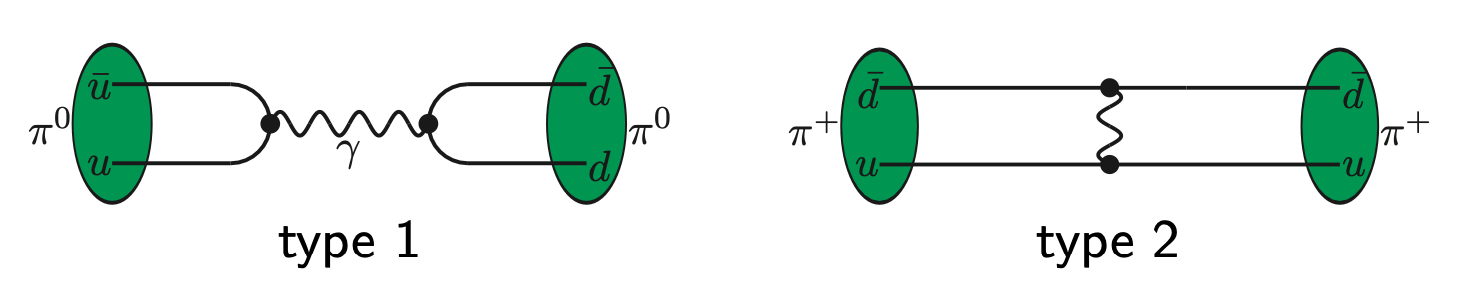 π⁰ ū u γ d̄ d π⁰
type 1
π⁺ d̄ u d̄ u π⁺
type 2